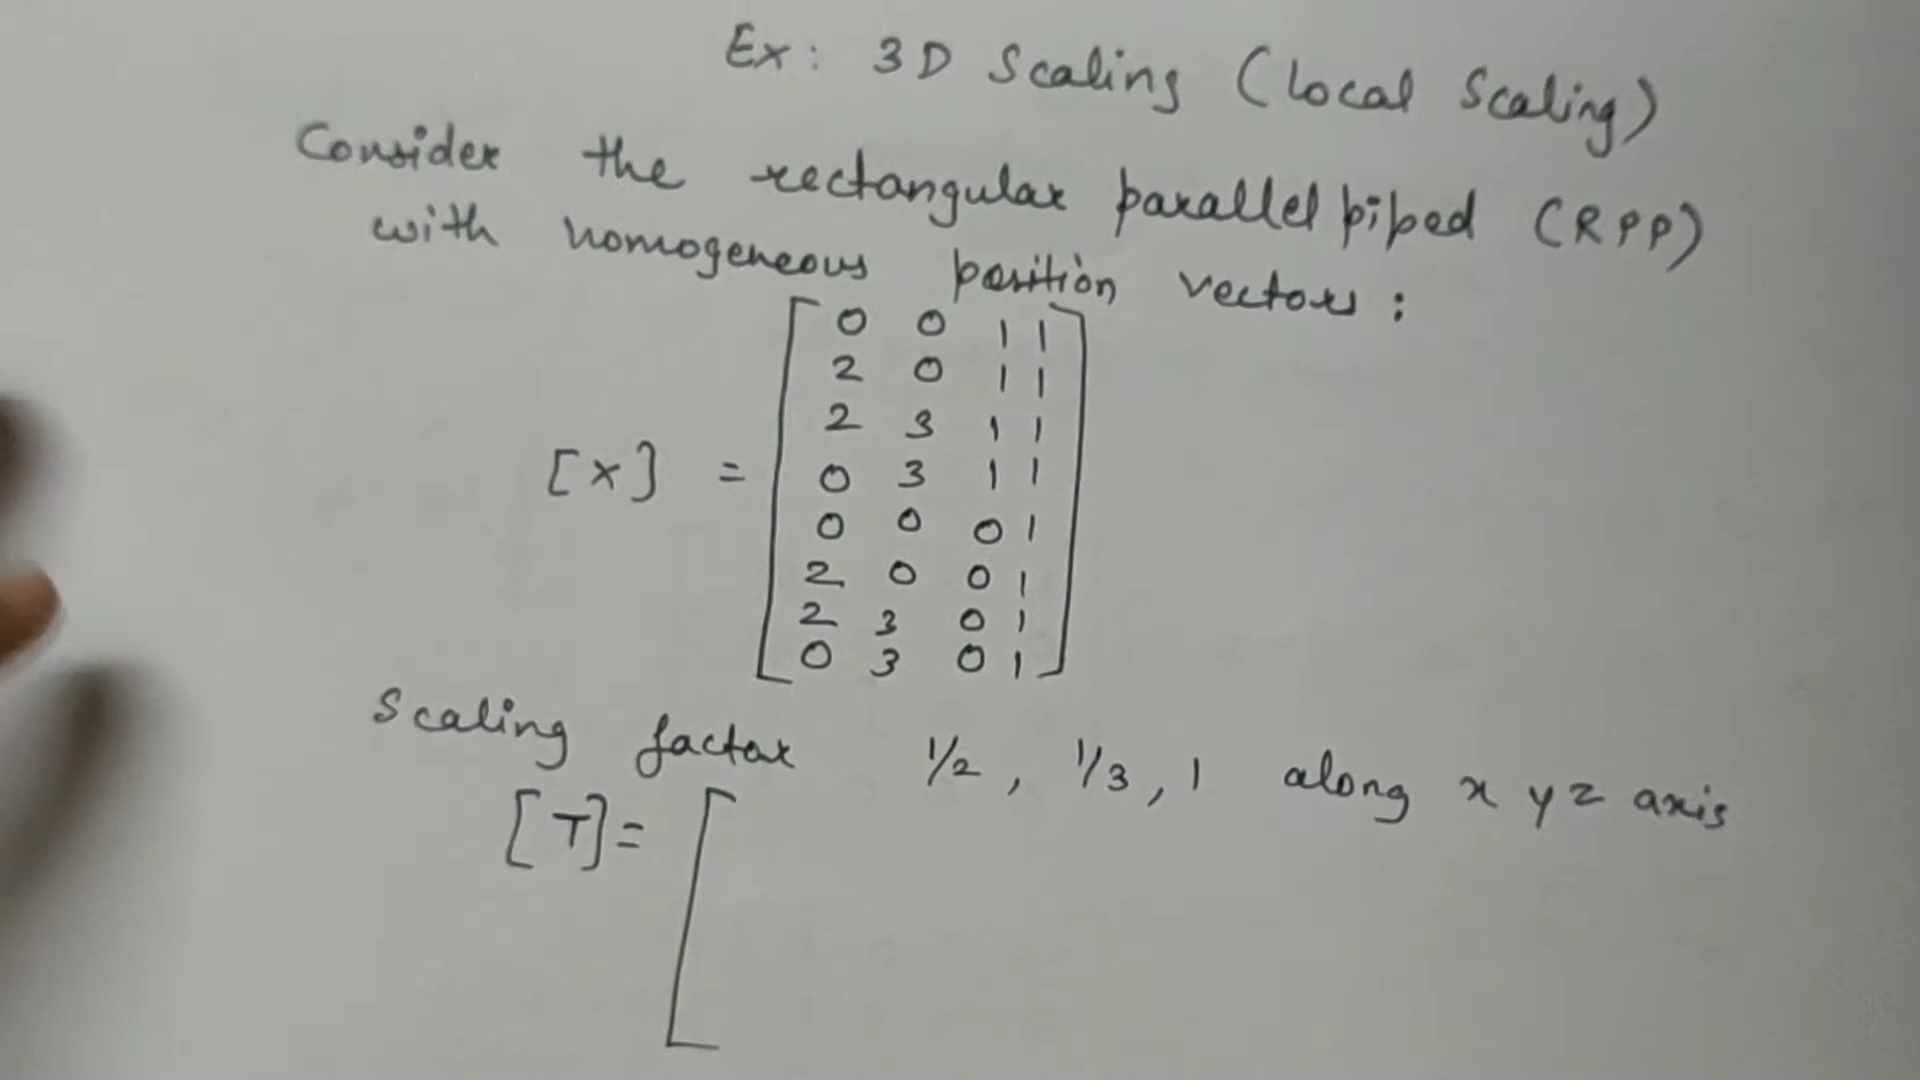 Ex: 3D Scaling (Local Scaling)
Consider the rectangular parallelpiped (RPP)
with homogeneous position vectors:
[X] =
0 0 1 1
2 0 1 1
2 3 1 1
0 3 1 1
0 0 0 1
2 0 0 1
2 3 0 1
0 3 0 1
Scaling factor 1/2, 1/3, 1 along x y z axis
[T] = [